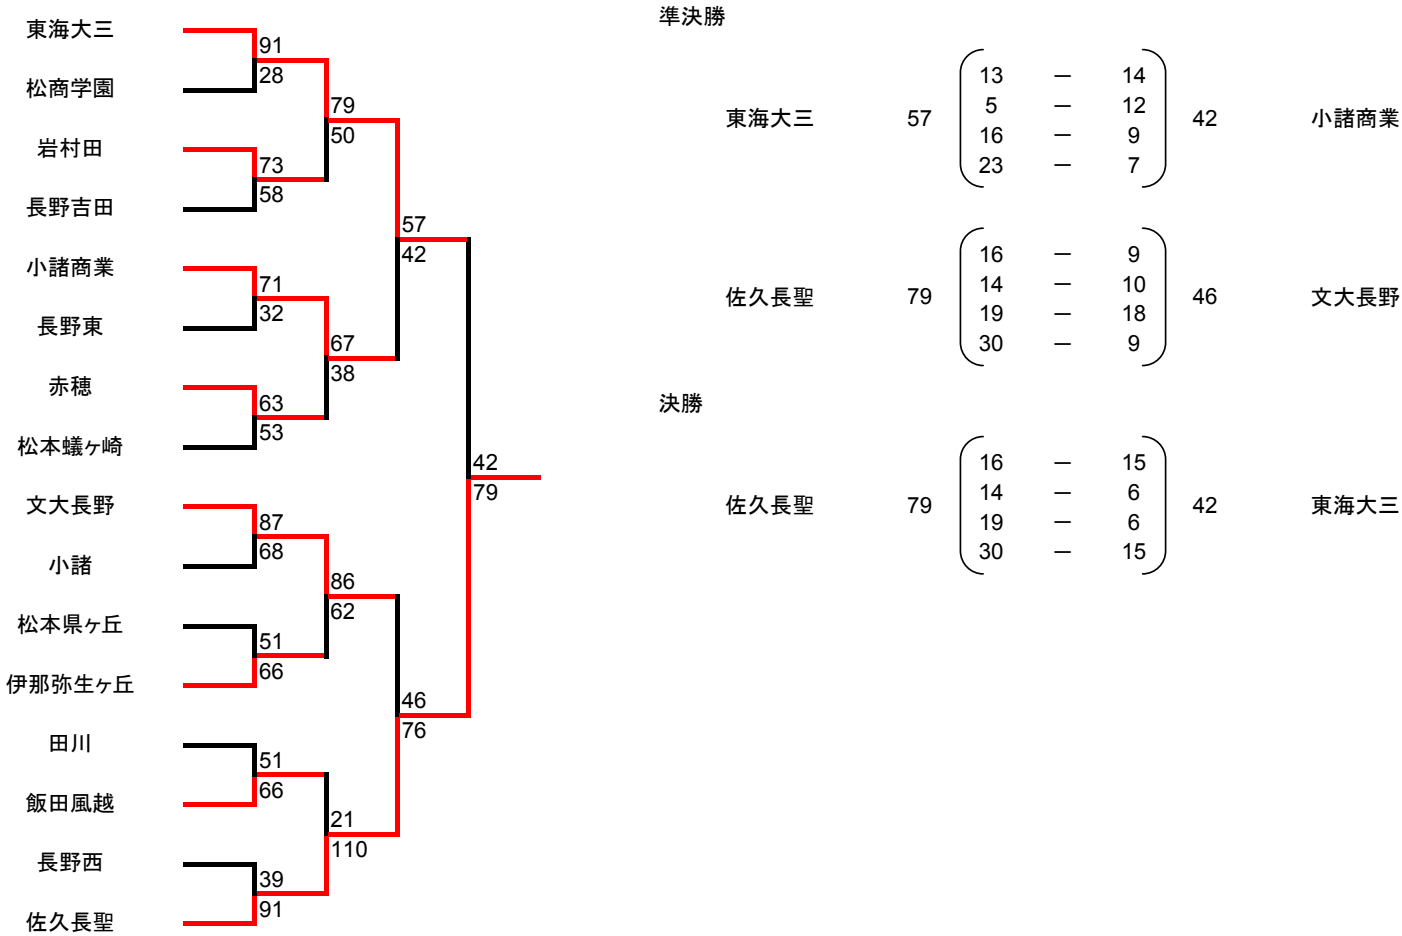 東海大三
91
28
松商学園
79
50
岩村田
73
58
長野吉田
57
42
小諸商業
71
32
長野東
67
38
赤穂
63
53
松本蟻ヶ崎
42
79
文大長野
87
68
小諸
86
62
松本県ヶ丘
51
66
伊那弥生ヶ丘
46
76
田川
51
66
飯田風越
21
110
長野西
39
91
佐久長聖
準決勝
13 － 14
5 － 12
東海大三 57 42 小諸商業
16 － 9
23 － 7
16 － 9
14 － 10
佐久長聖 79 46 文大長野
19 － 18
30 － 9
決勝
16 － 15
14 － 6
佐久長聖 79 42 東海大三
19 － 6
30 － 15